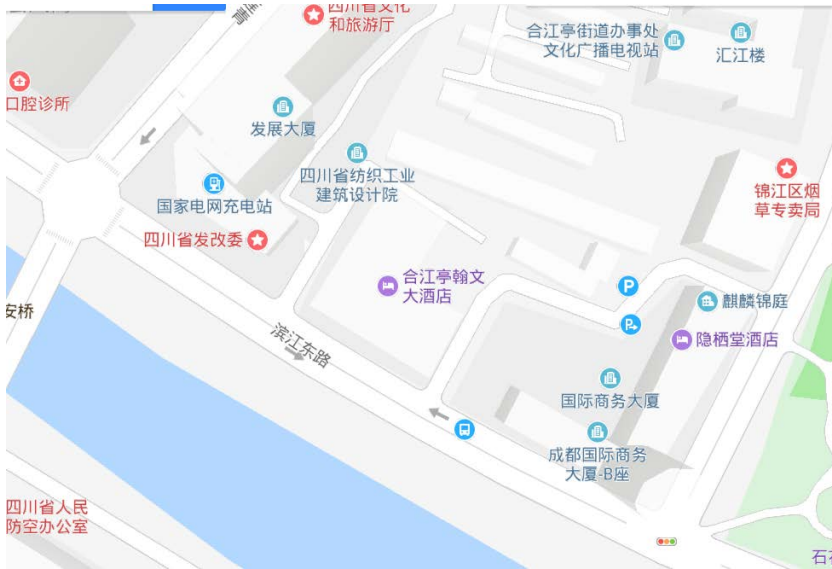 四川省文化
和旅游厅
合江亭街道办事处
文化广播电视站
汇江楼
口腔诊所
发展大厦
四川省纺织工业
建筑设计院
锦江区烟
草专卖局
国家电网充电站
四川省发改委
合江亭翰文
大酒店
P
麒麟锦庭
安桥
滨江东路
P
隐栖堂酒店
国际商务大厦
成都国际商务
大厦-B座
四川省人民
防空办公室